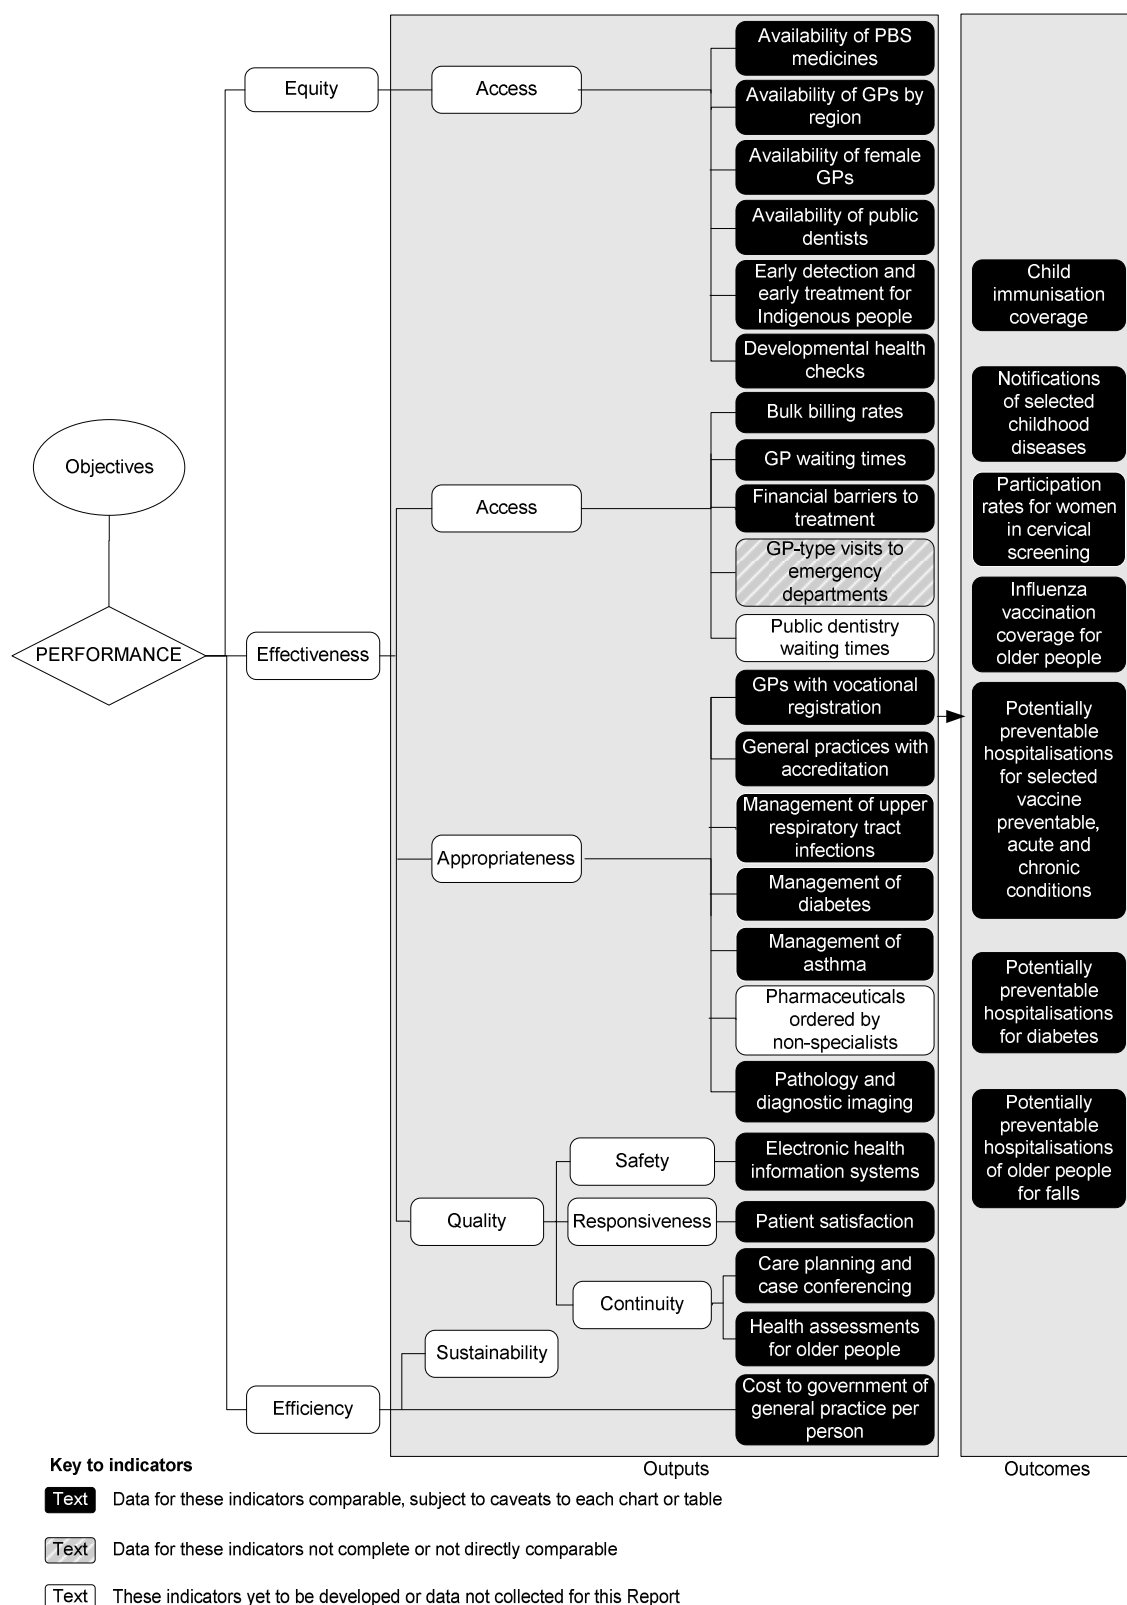 Objectives
PERFORMANCE
Equity
Access
Availability of PBS
medicines
Availability of GPs by
region
Availability of female
GPs
Availability of public
dentists
Early detection and
early treatment for
Indigenous people
Developmental health
checks
Effectiveness
Access
Bulk billing rates
GP waiting times
Financial barriers to
treatment
GP-type visits to
emergency
departments
Public dentistry
waiting times
Appropriateness
GPs with vocational
registration
General practices with
accreditation
Management of upper
respiratory tract
infections
Management of
diabetes
Management of
asthma
Pharmaceuticals
ordered by
non-specialists
Pathology and
diagnostic imaging
Quality
Safety
Electronic health
information systems
Responsiveness
Patient satisfaction
Continuity
Care planning and
case conferencing
Health assessments
for older people
Efficiency
Sustainability
Cost to government of
general practice per
person
Outputs
Child
immunisation
coverage
Notifications
of selected
childhood
diseases
Participation
rates for women
in cervical
screening
Influenza
vaccination
coverage for
older people
Potentially
preventable
hospitalisations
for selected
vaccine
preventable,
acute and
chronic
conditions
Potentially
preventable
hospitalisations
for diabetes
Potentially
preventable
hospitalisations
of older people
for falls
Outcomes
Key to indicators
Text Data for these indicators comparable, subject to caveats to each chart or table
Text Data for these indicators not complete or not directly comparable
Text These indicators yet to be developed or data not collected for this Report